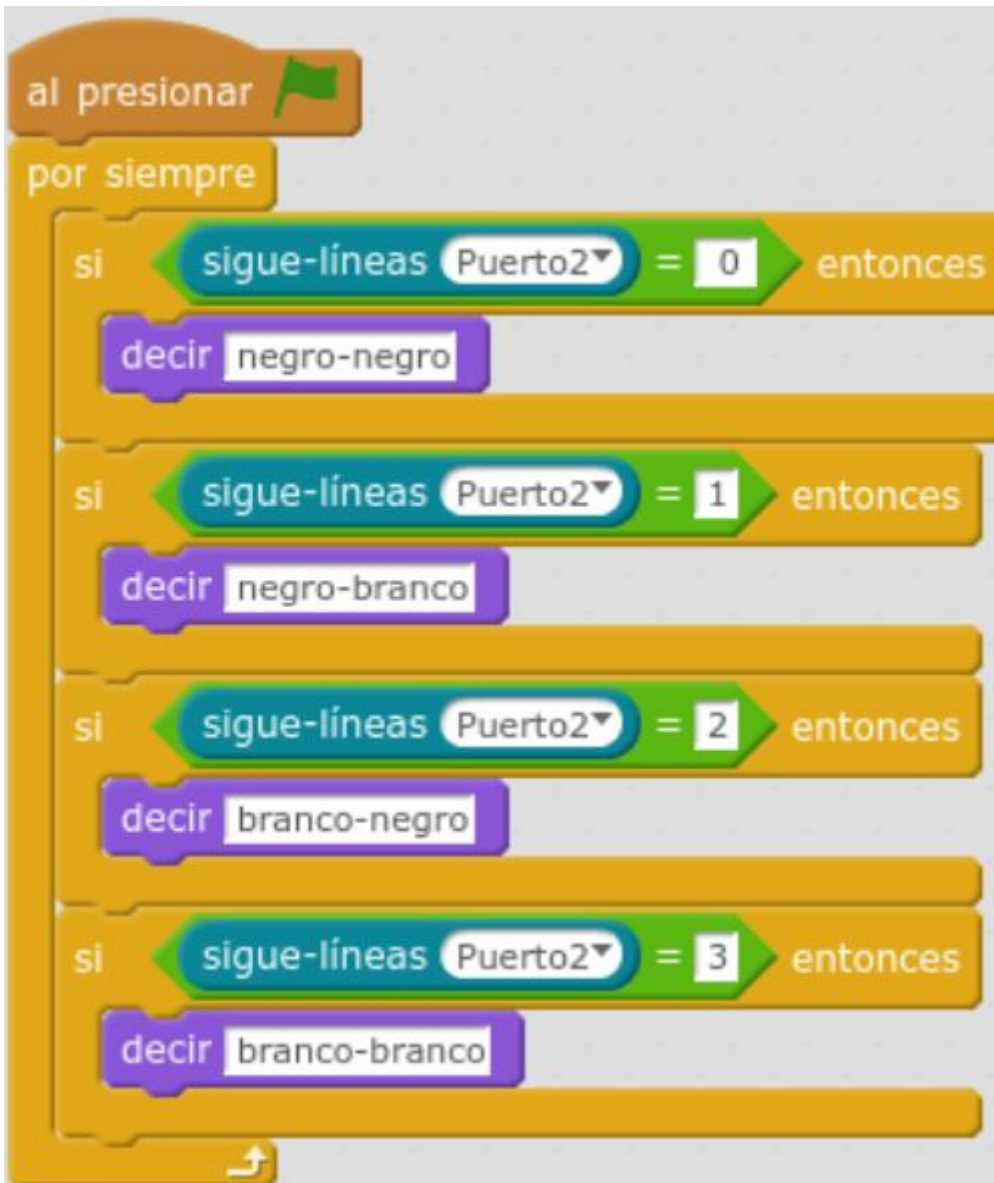 al presionar
por siempre
si sigue-líneas Puerto2 = 0 entonces
decir negro-negro
si sigue-líneas Puerto2 = 1 entonces
decir negro-branco
si sigue-líneas Puerto2 = 2 entonces
decir branco-negro
si sigue-líneas Puerto2 = 3 entonces
decir branco-branco